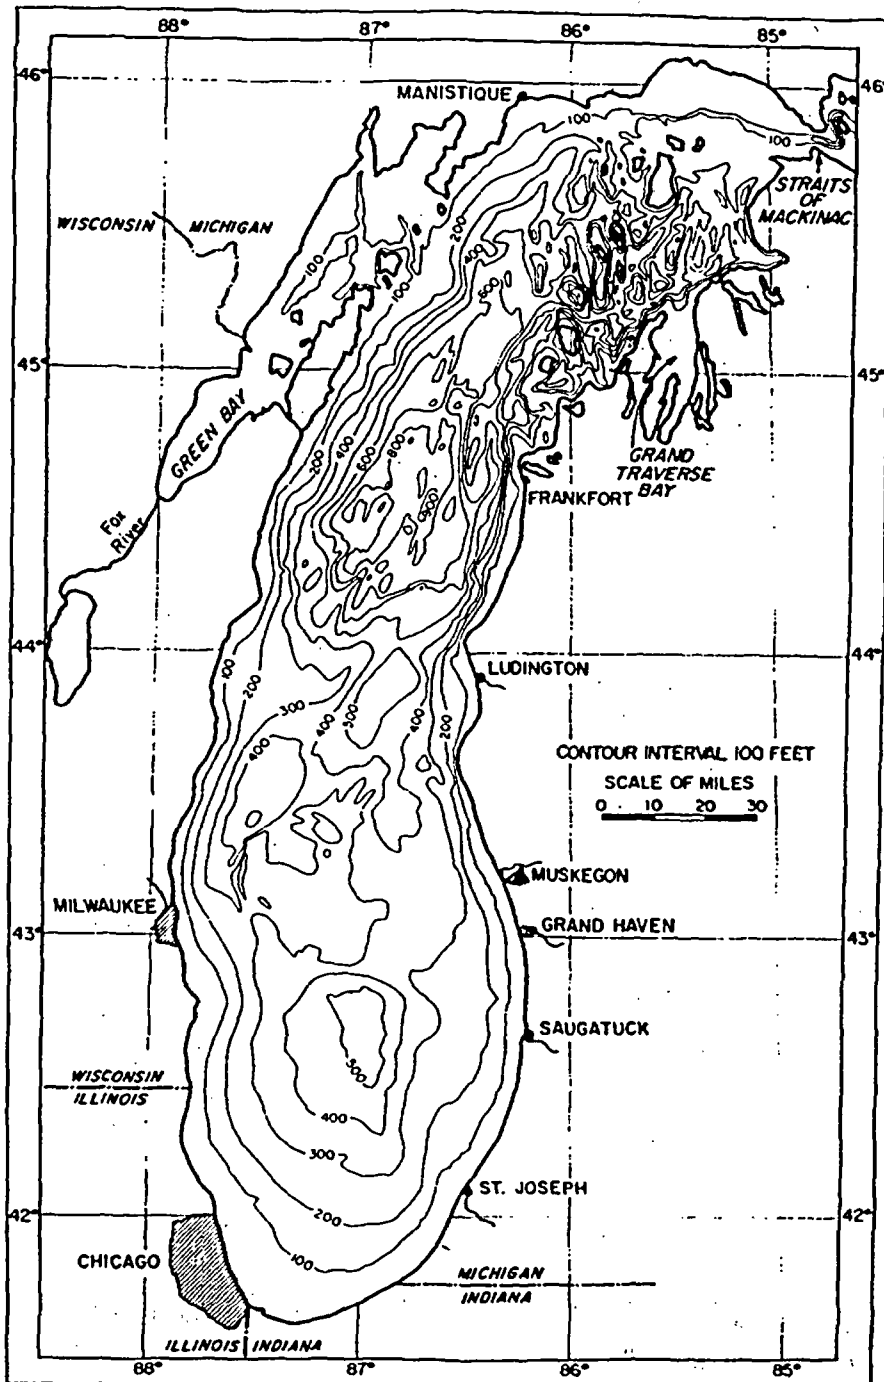 88° 87° 86° 85°
46° 46°
MANISTIQUE
100
100
STRAITS
OF
MACKINAC
WISCONSIN MICHIGAN
200
100
400
100
600
45° 45°
GREEN BAY
GRAND
TRAVERSE
BAY
200
400
600
800
900
FRANKFORT
Fox
River
44° 44°
LUDINGTON
100
200
300
400
400
500
400
200
CONTOUR INTERVAL 100 FEET
SCALE OF MILES
0 10 20 30
MUSKEGON
MILWAUKEE
GRAND HAVEN
43° 43°
SAUGATUCK
500
WISCONSIN
ILLINOIS
400
300
ST. JOSEPH
200
42° 42°
100
CHICAGO
MICHIGAN
INDIANA
ILLINOIS INDIANA
88° 87° 86° 85°